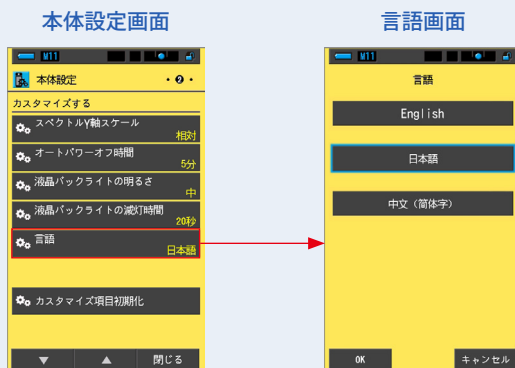 本体設定画面
言語画面
M11
本体設定
・❷・
カスタマイズする
スペクトルY軸スケール
相対
オートパワーオフ時間
5分
液晶バックライトの明るさ
中
液晶バックライトの減灯時間
20秒
言語
日本語
カスタマイズ項目初期化
▼ ▲ 閉じる
M11
言語
English
日本語
中文（简体字）
OK キャンセル